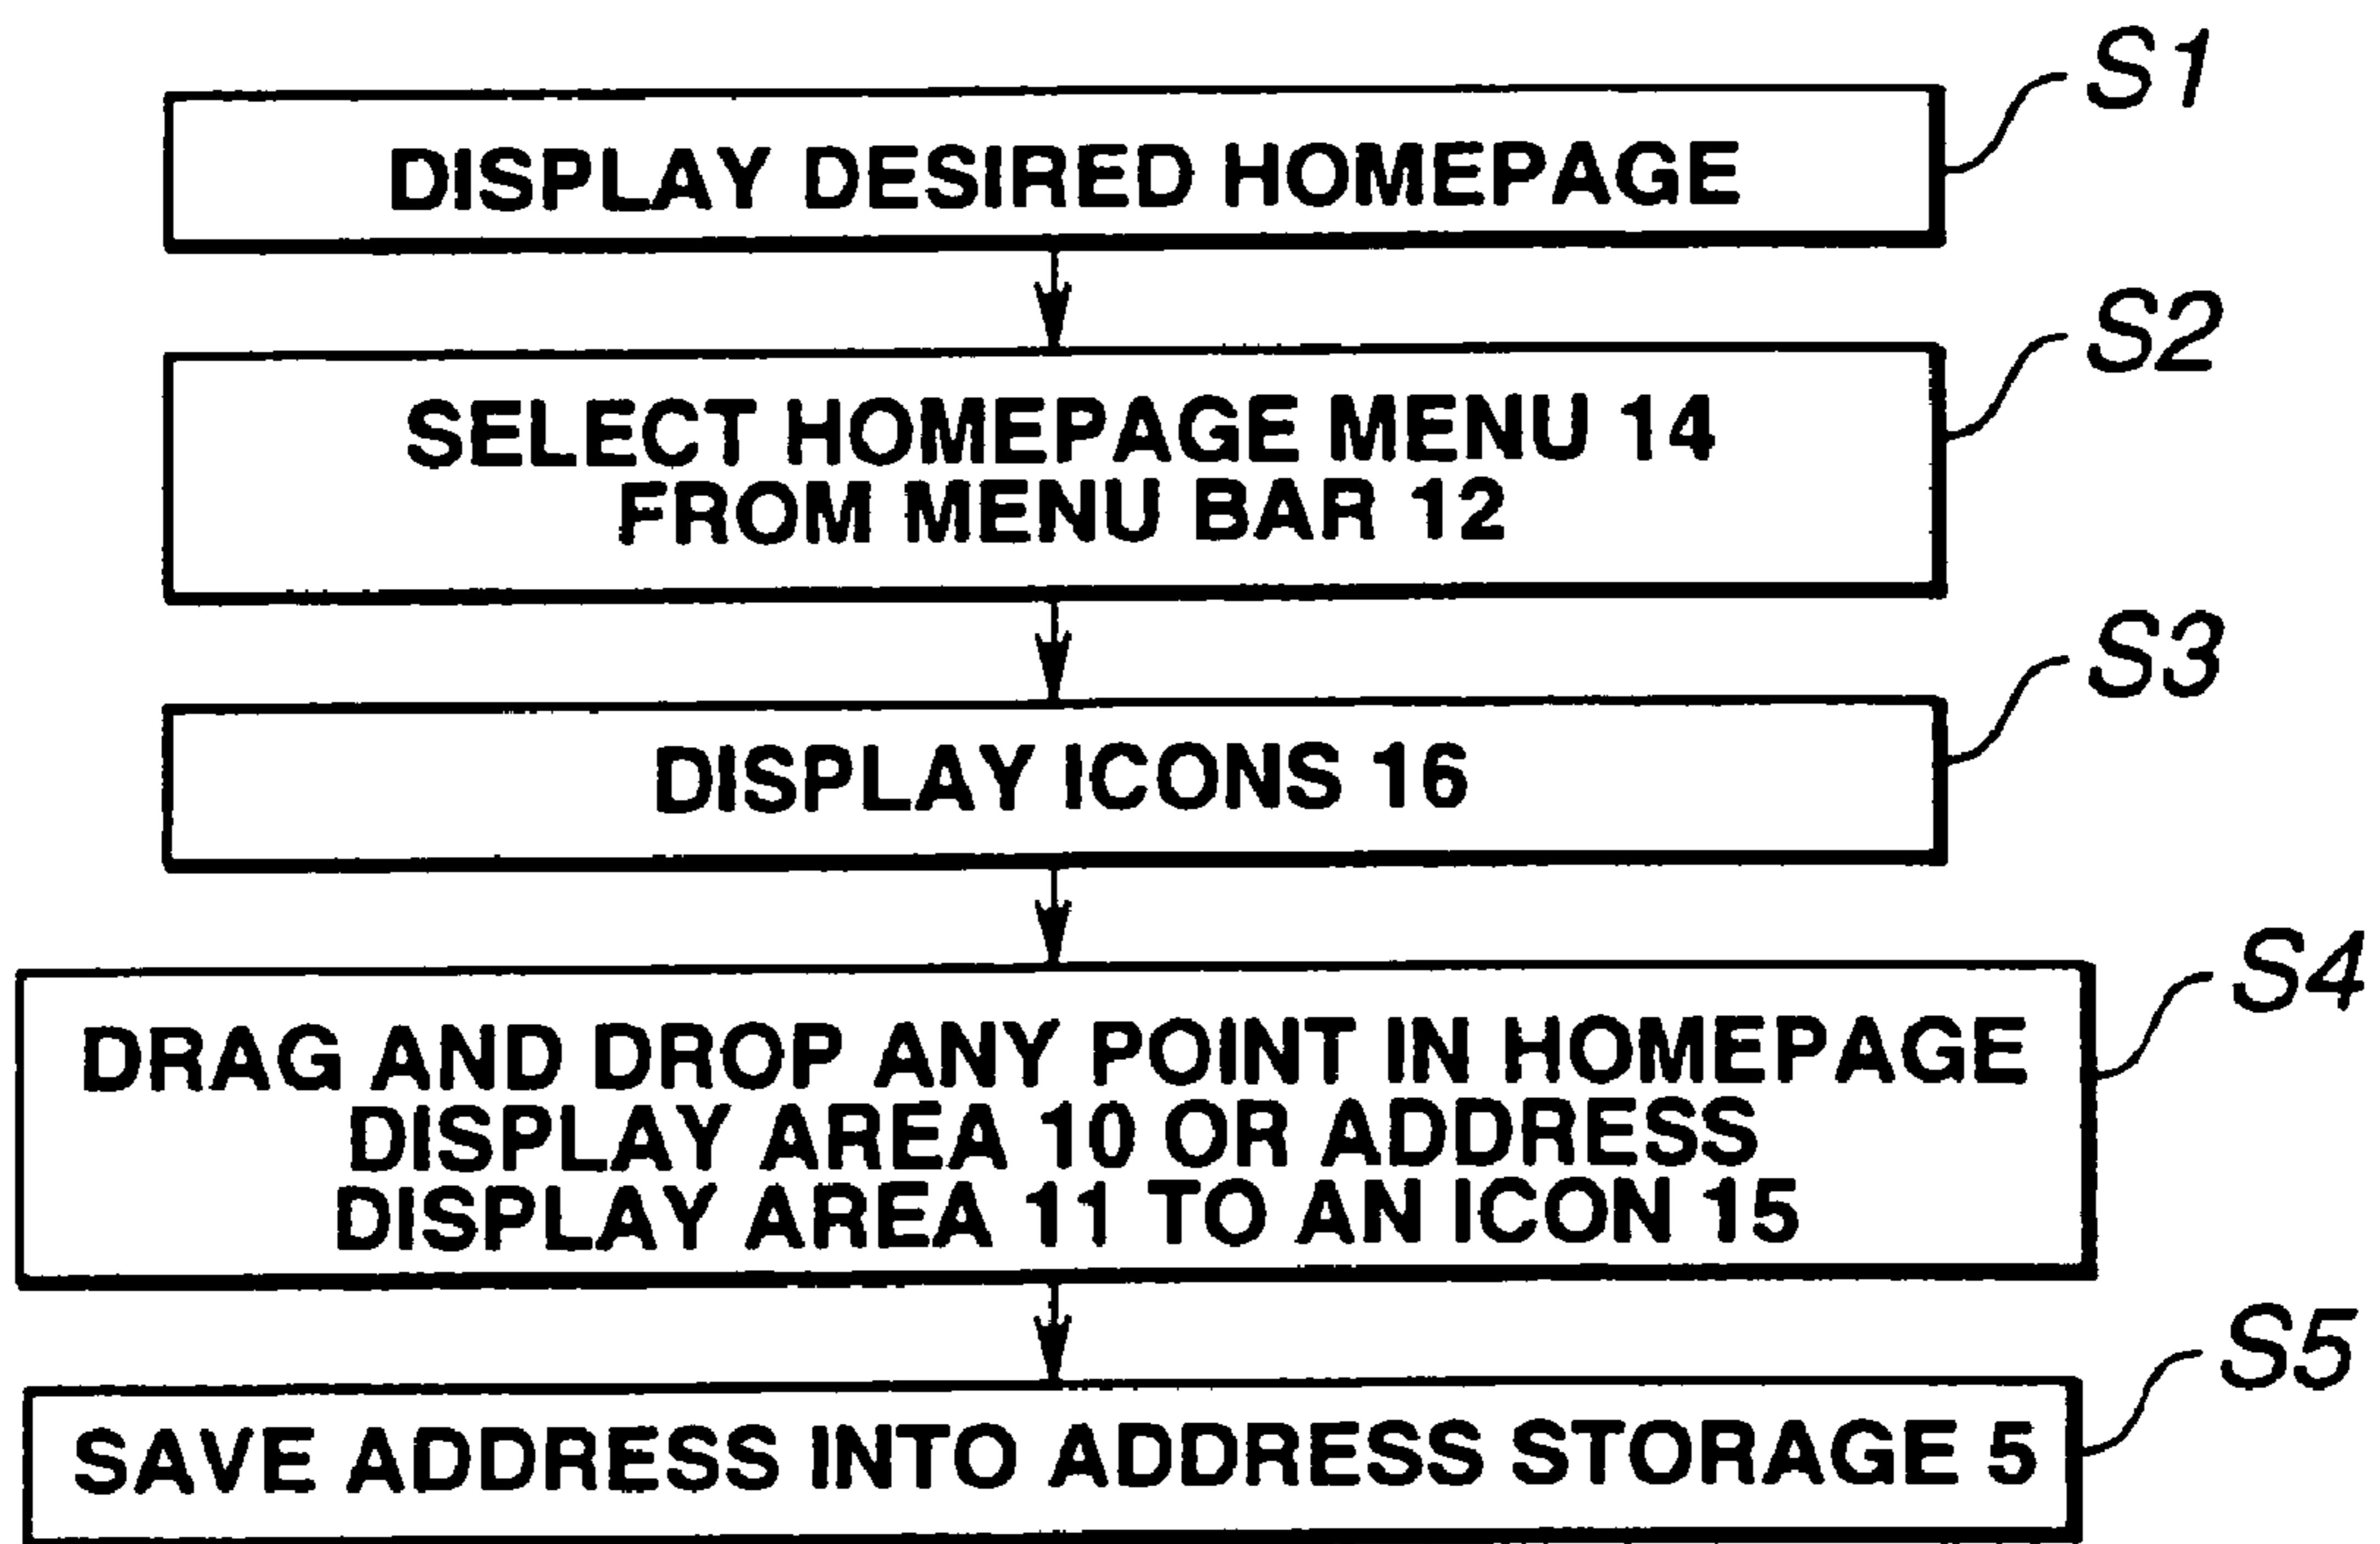 S1
DISPLAY DESIRED HOMEPAGE
S2
SELECT HOMEPAGE MENU 14
FROM MENU BAR 12
S3
DISPLAY ICONS 16
S4
DRAG AND DROP ANY POINT IN HOMEPAGE
DISPLAY AREA 10 OR ADDRESS
DISPLAY AREA 11 TO AN ICON 15
S5
SAVE ADDRESS INTO ADDRESS STORAGE 5